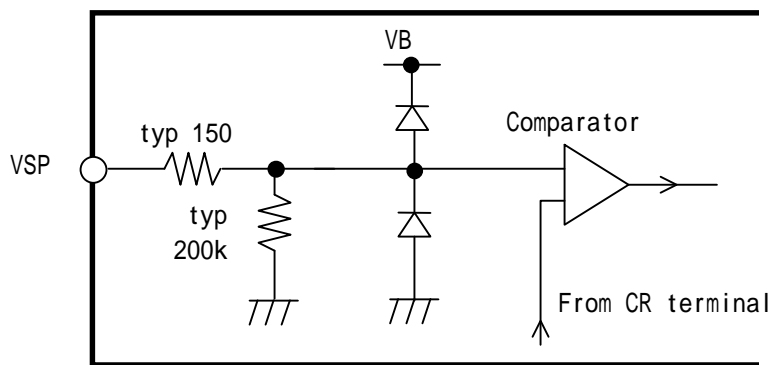 VB
Comparator
typ 150
VSP
typ
200k
From CR terminal